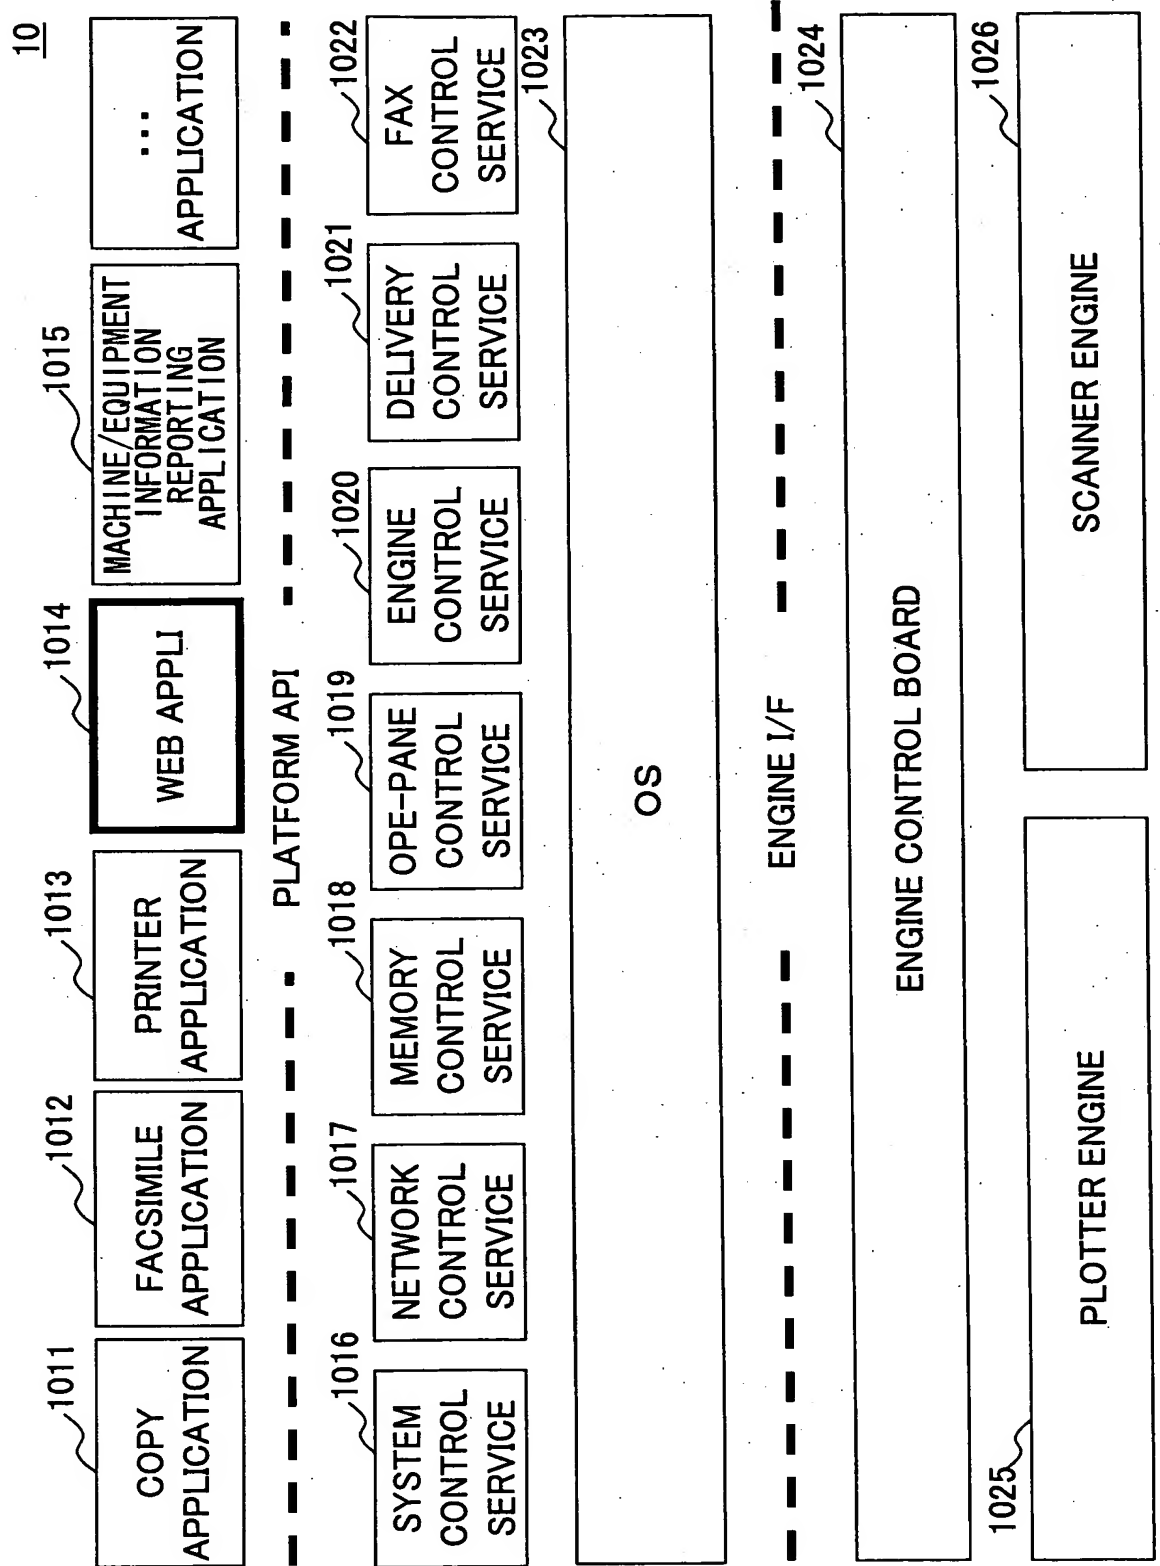 10
1011
COPY
APPLICATION
1012
FACSIMILE
APPLICATION
1013
PRINTER
APPLICATION
1014
WEB APPLI
1015
MACHINE/EQUIPMENT
INFORMATION
REPORTING
APPLICATION
...
APPLICATION
PLATFORM API
1016
SYSTEM
CONTROL
SERVICE
1017
NETWORK
CONTROL
SERVICE
1018
MEMORY
CONTROL
SERVICE
1019
OPE-PANE
CONTROL
SERVICE
1020
ENGINE
CONTROL
SERVICE
1021
DELIVERY
CONTROL
SERVICE
1022
FAX
CONTROL
SERVICE
1023
OS
ENGINE I/F
1024
ENGINE CONTROL BOARD
1025
PLOTTER ENGINE
1026
SCANNER ENGINE